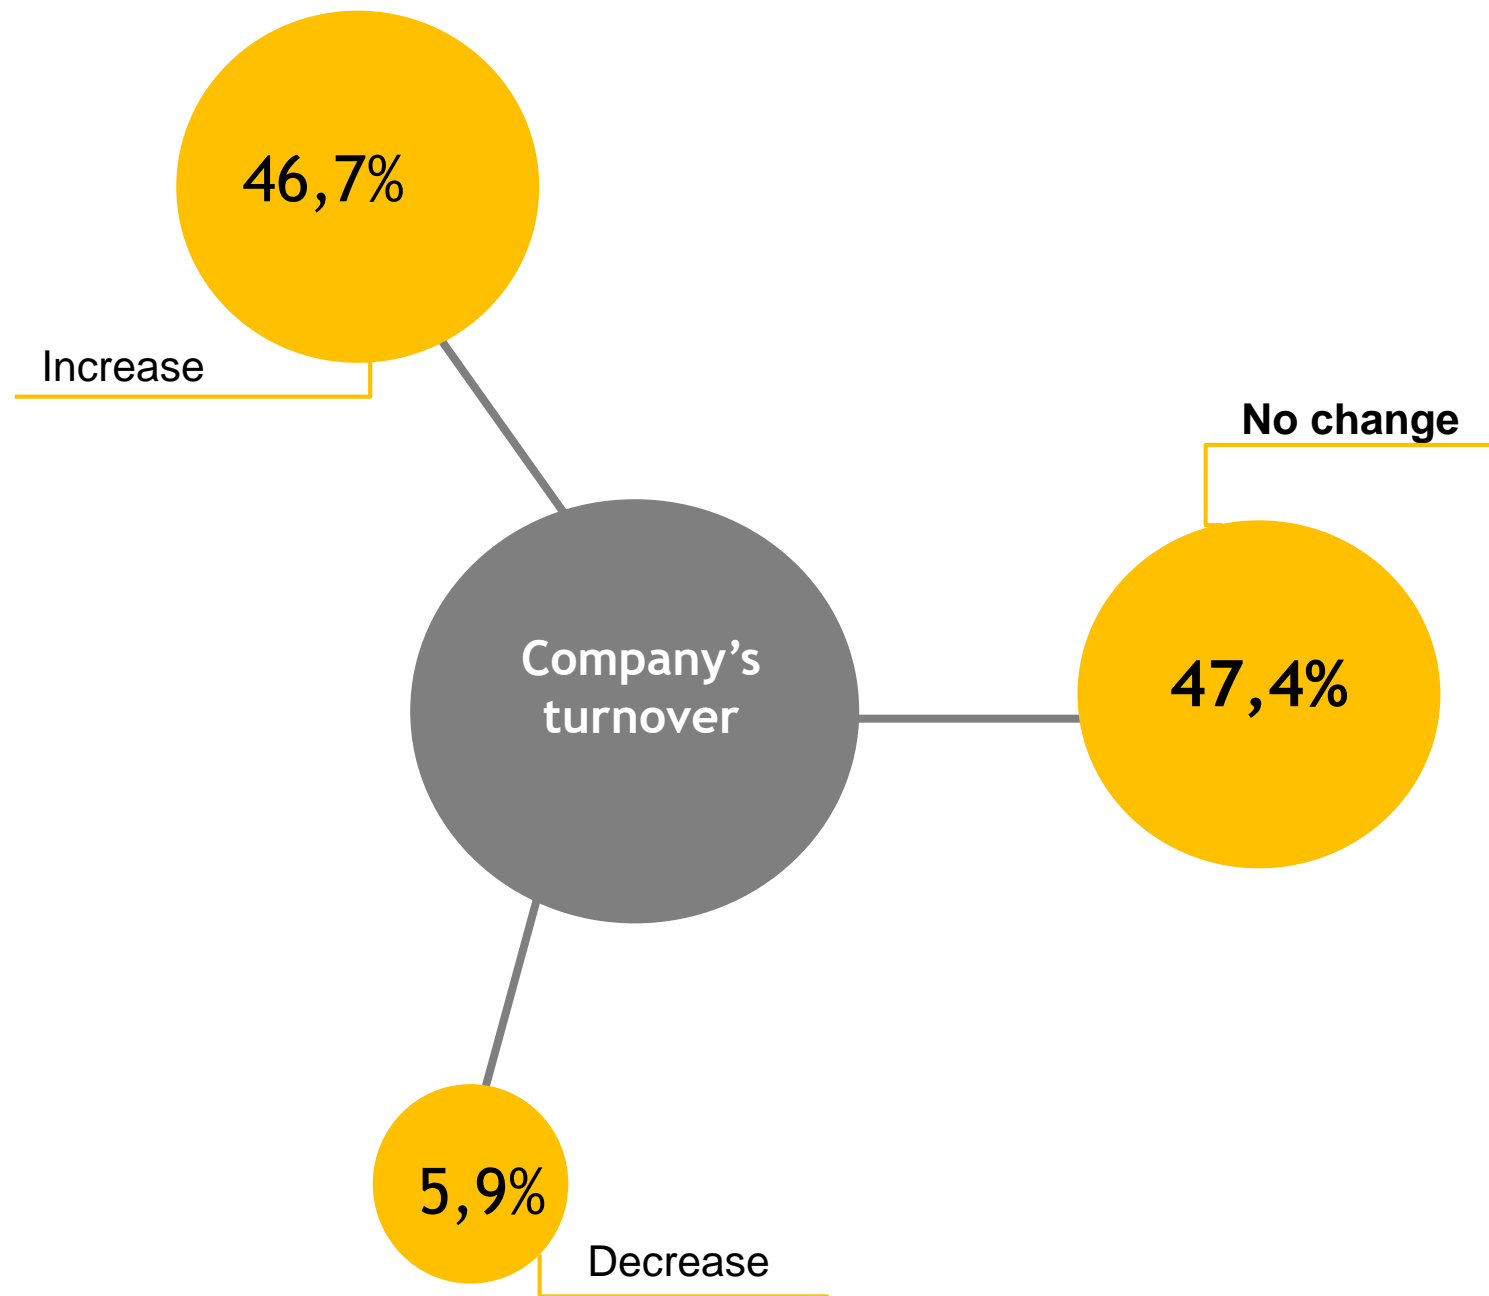 46,7%
Increase
No change
Company’s
turnover
47,4%
5,9%
Decrease